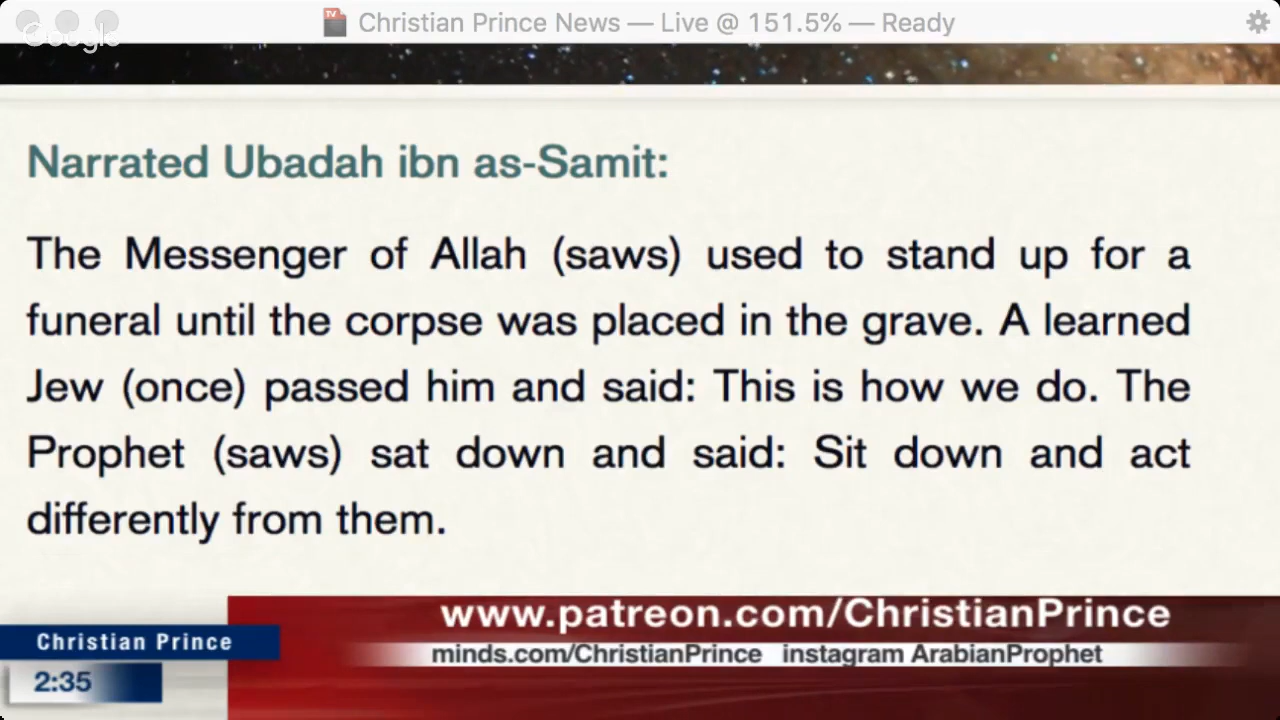 Christian Prince News — Live @ 151.5% — Ready
Google
Narrated Ubadah ibn as-Samit:
The Messenger of Allah (saws) used to stand up for a
funeral until the corpse was placed in the grave. A learned
Jew (once) passed him and said: This is how we do. The
Prophet (saws) sat down and said: Sit down and act
differently from them.
www.patreon.com/ChristianPrince
Christian Prince
minds.com/ChristianPrince instagram ArabianProphet
2:35